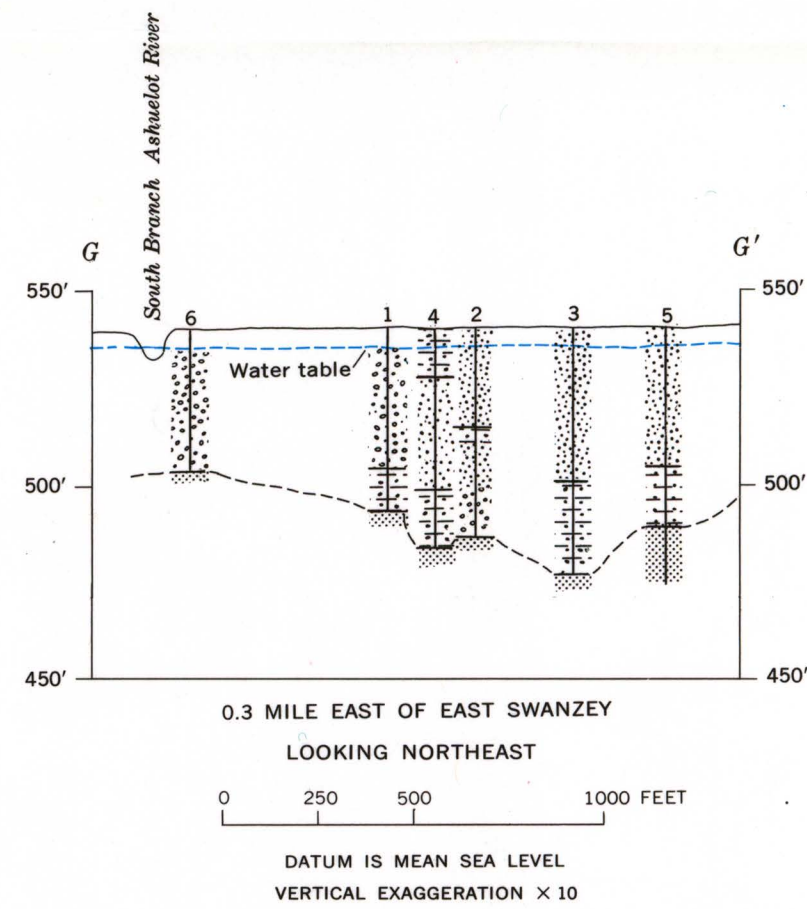 South Branch Ashuelot River
G
G'
550'
550'
6
1
4
2
3
5
Water table
500'
500'
450'
450'
0.3 MILE EAST OF EAST SWANZEY
LOOKING NORTHEAST
0 250 500 1000 FEET
DATUM IS MEAN SEA LEVEL
VERTICAL EXAGGERATION × 10